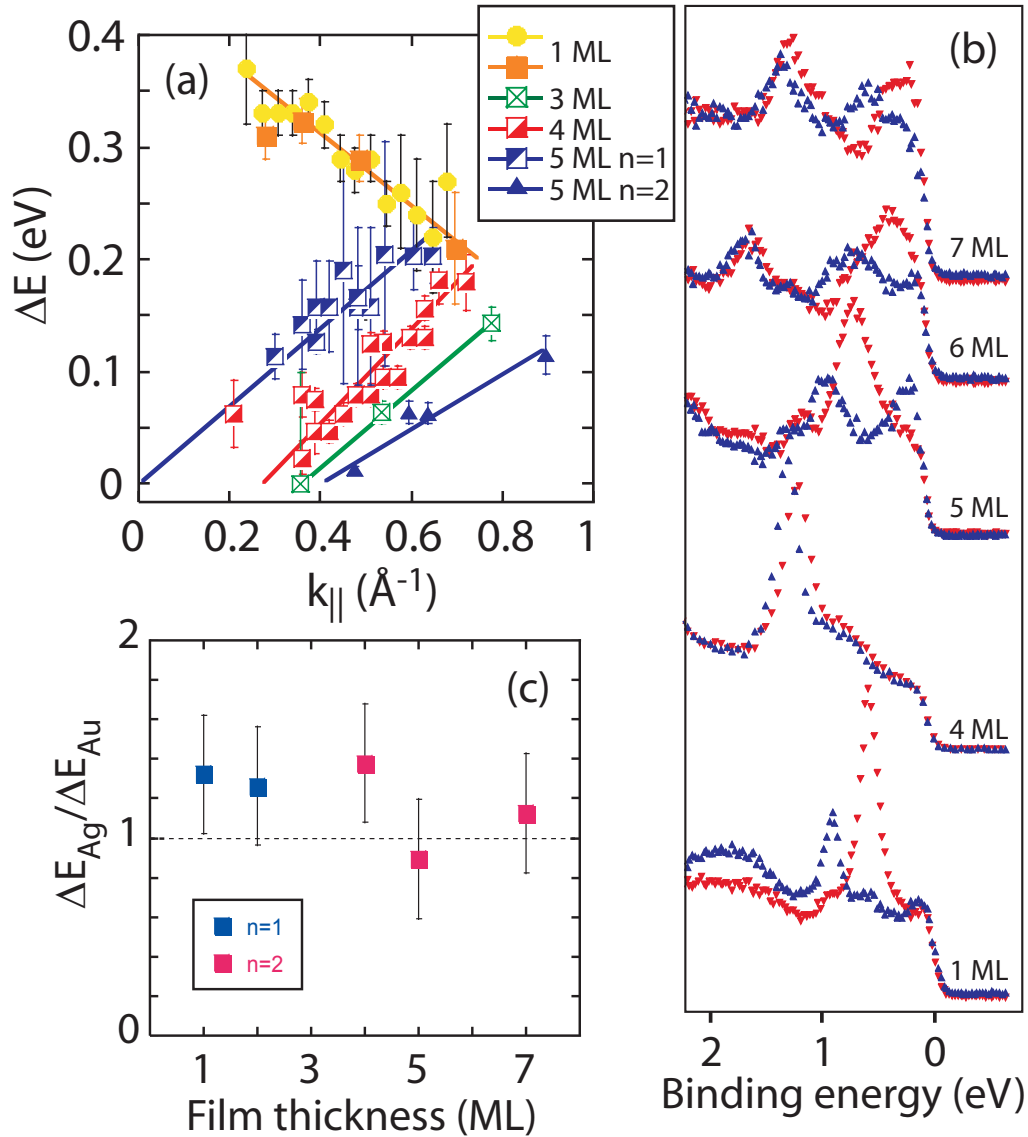 (a)
0.4
0.3
0.2
0.1
0
ΔE (eV)
0 0.2 0.4 0.6 0.8 1
k|| (Å-1)
1 ML
3 ML
4 ML
5 ML n=1
5 ML n=2
(b)
7 ML
6 ML
5 ML
4 ML
1 ML
2 1 0
Binding energy (eV)
(c)
2
1
0
ΔEAg/ΔEAu
n=1
n=2
1 3 5 7
Film thickness (ML)